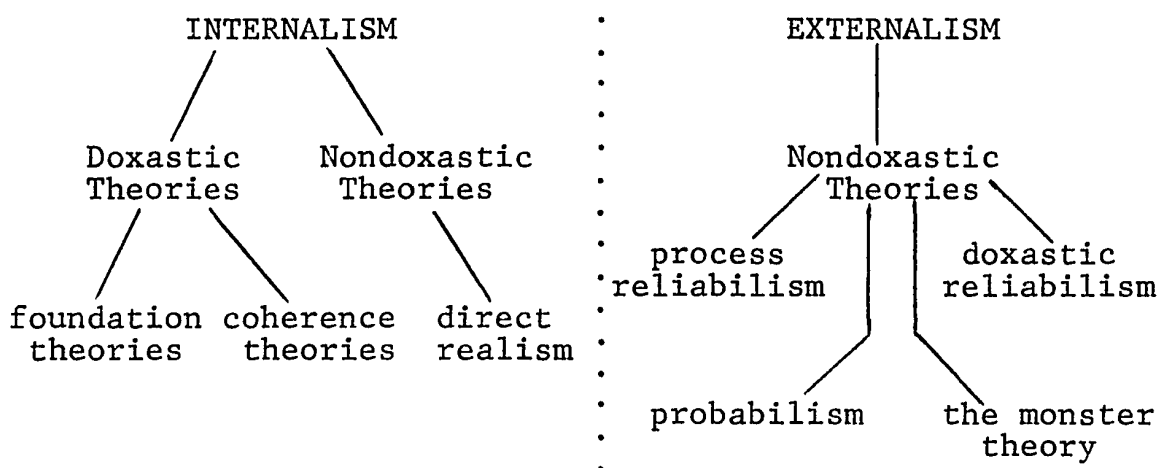 INTERNALISM
Doxastic
Theories
Nondoxastic
Theories
foundation
theories
coherence
theories
direct
realism
EXTERNALISM
Nondoxastic
Theories
process
reliabilism
doxastic
reliabilism
probabilism
the monster
theory